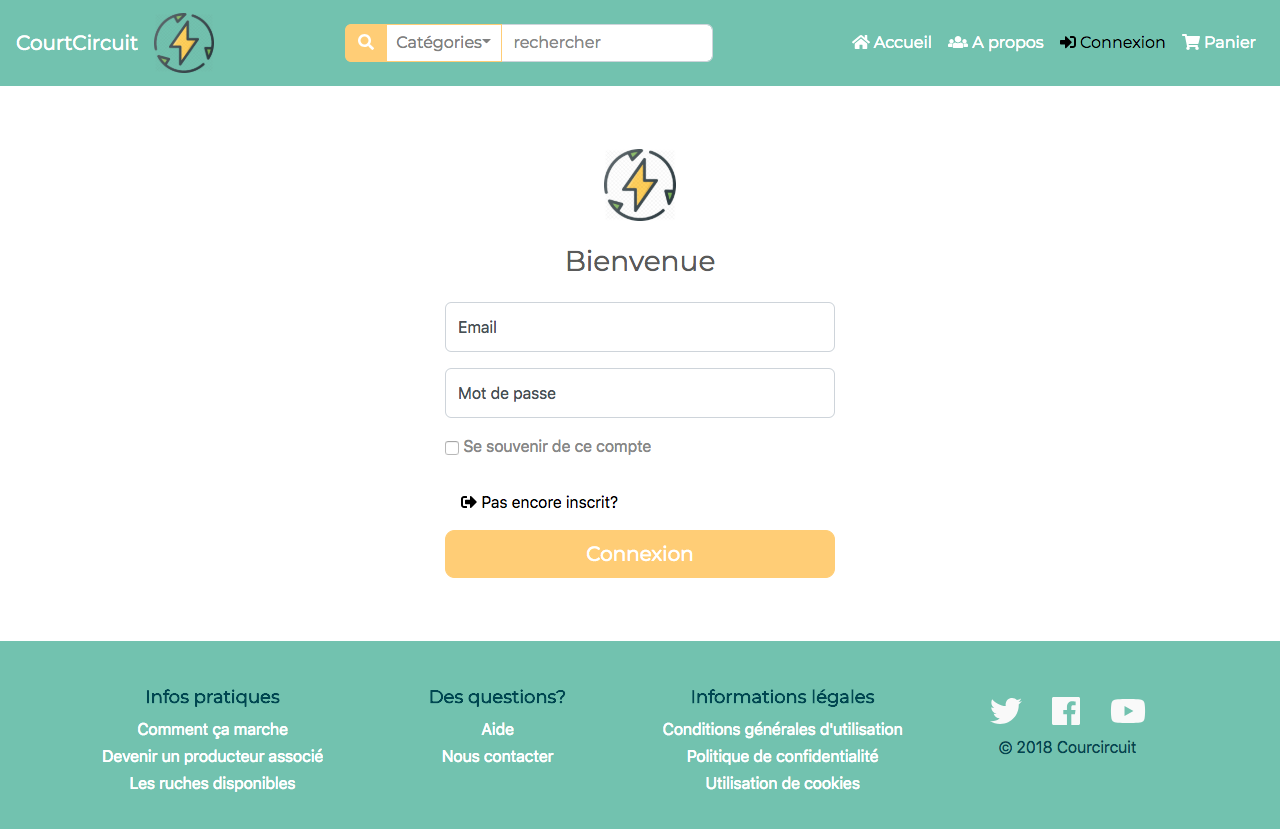 CourtCircuit
Catégories
rechercher
Accueil
A propos
Connexion
Panier
Bienvenue
Email
Mot de passe
Se souvenir de ce compte
Pas encore inscrit?
Connexion
Infos pratiques
Comment ça marche
Devenir un producteur associé
Les ruches disponibles
Des questions?
Aide
Nous contacter
Informations légales
Conditions générales d'utilisation
Politique de confidentialité
Utilisation de cookies
© 2018 Courcircuit